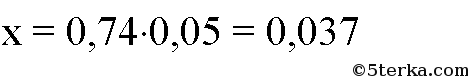 x = 0,74·0,05 = 0,037
©5terka.com